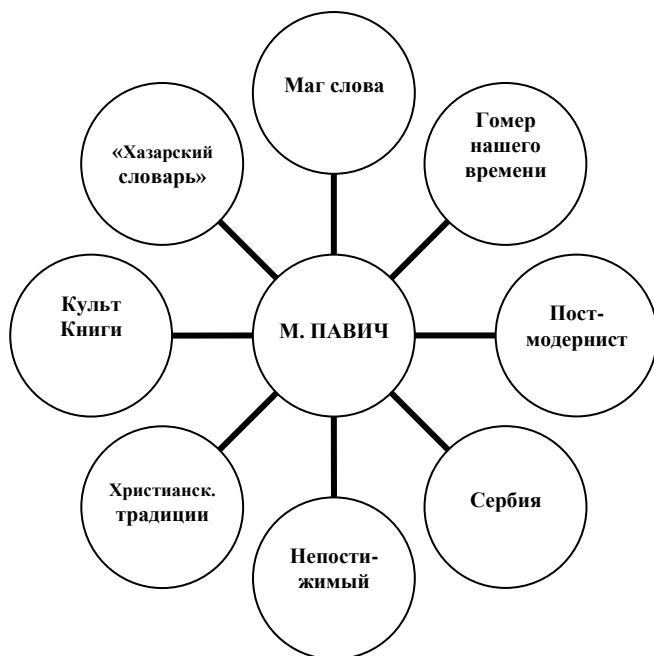 Маг слова
Гомер
нашего
времени
«Хазарский
словарь»
Культ
Книги
М. ПАВИЧ
Пост-
модернист
Христианск.
традиции
Сербия
Непости-
жимый